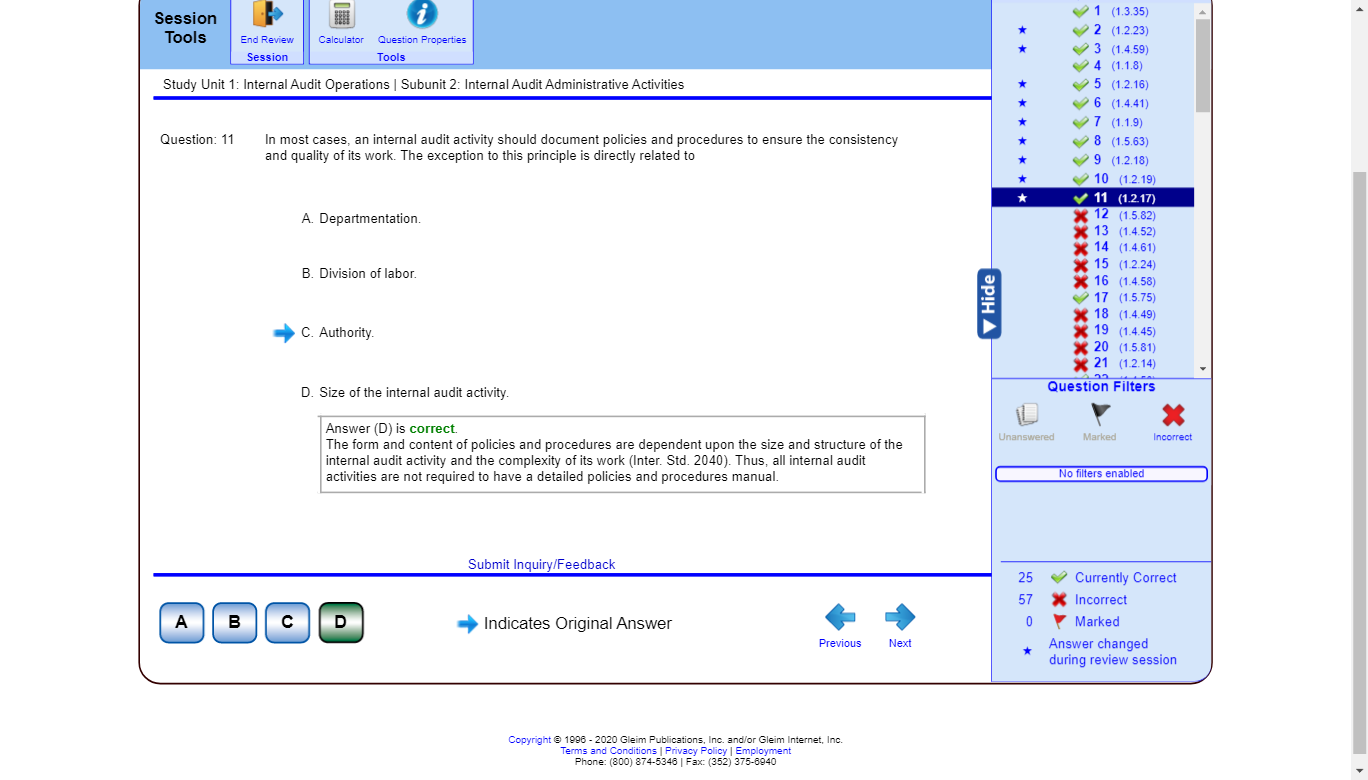 Session
Tools
End Review
Session
Calculator
Question Properties
Tools
Study Unit 1: Internal Audit Operations | Subunit 2: Internal Audit Administrative Activities
Question: 11
In most cases, an internal audit activity should document policies and procedures to ensure the consistency
and quality of its work. The exception to this principle is directly related to
A. Departmentation.
B. Division of labor.
C. Authority.
D. Size of the internal audit activity.
Answer (D) is correct.
The form and content of policies and procedures are dependent upon the size and structure of the
internal audit activity and the complexity of its work (Inter. Std. 2040). Thus, all internal audit
activities are not required to have a detailed policies and procedures manual.
Submit Inquiry/Feedback
A
B
C
D
Indicates Original Answer
Previous
Next
Hide
1 (1.3.35)
2 (1.2.23)
3 (1.4.59)
4 (1.1.8)
5 (1.2.16)
6 (1.4.41)
7 (1.1.9)
8 (1.5.63)
9 (1.2.18)
10 (1.2.19)
11 (1.2.17)
12 (1.5.82)
13 (1.4.52)
14 (1.4.61)
15 (1.2.24)
16 (1.4.58)
17 (1.5.75)
18 (1.4.49)
19 (1.4.45)
20 (1.5.81)
21 (1.2.14)
Question Filters
Unanswered
Marked
Incorrect
No filters enabled
25 Currently Correct
57 Incorrect
0 Marked
Answer changed
during review session
Copyright © 1996 - 2020 Gleim Publications, Inc. and/or Gleim Internet, Inc.
Terms and Conditions | Privacy Policy | Employment
Phone: (800) 874-5346 | Fax: (352) 375-6940